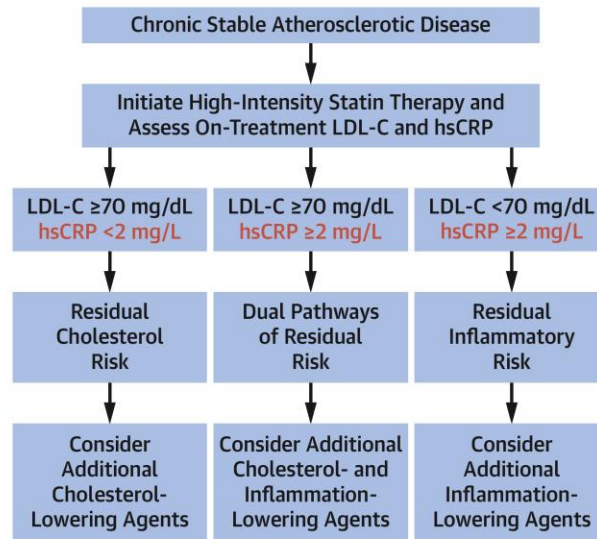 Chronic Stable Atherosclerotic Disease
Initiate High-Intensity Statin Therapy and
Assess On-Treatment LDL-C and hsCRP
LDL-C ≥70 mg/dL
hsCRP <2 mg/L
LDL-C ≥70 mg/dL
hsCRP ≥2 mg/L
LDL-C <70 mg/dL
hsCRP ≥2 mg/L
Residual
Cholesterol
Risk
Dual Pathways
of Residual
Risk
Residual
Inflammatory
Risk
Consider
Additional
Cholesterol-
Lowering Agents
Consider Additional
Cholesterol- and
Inflammation-
Lowering Agents
Consider
Additional
Inflammation-
Lowering Agents